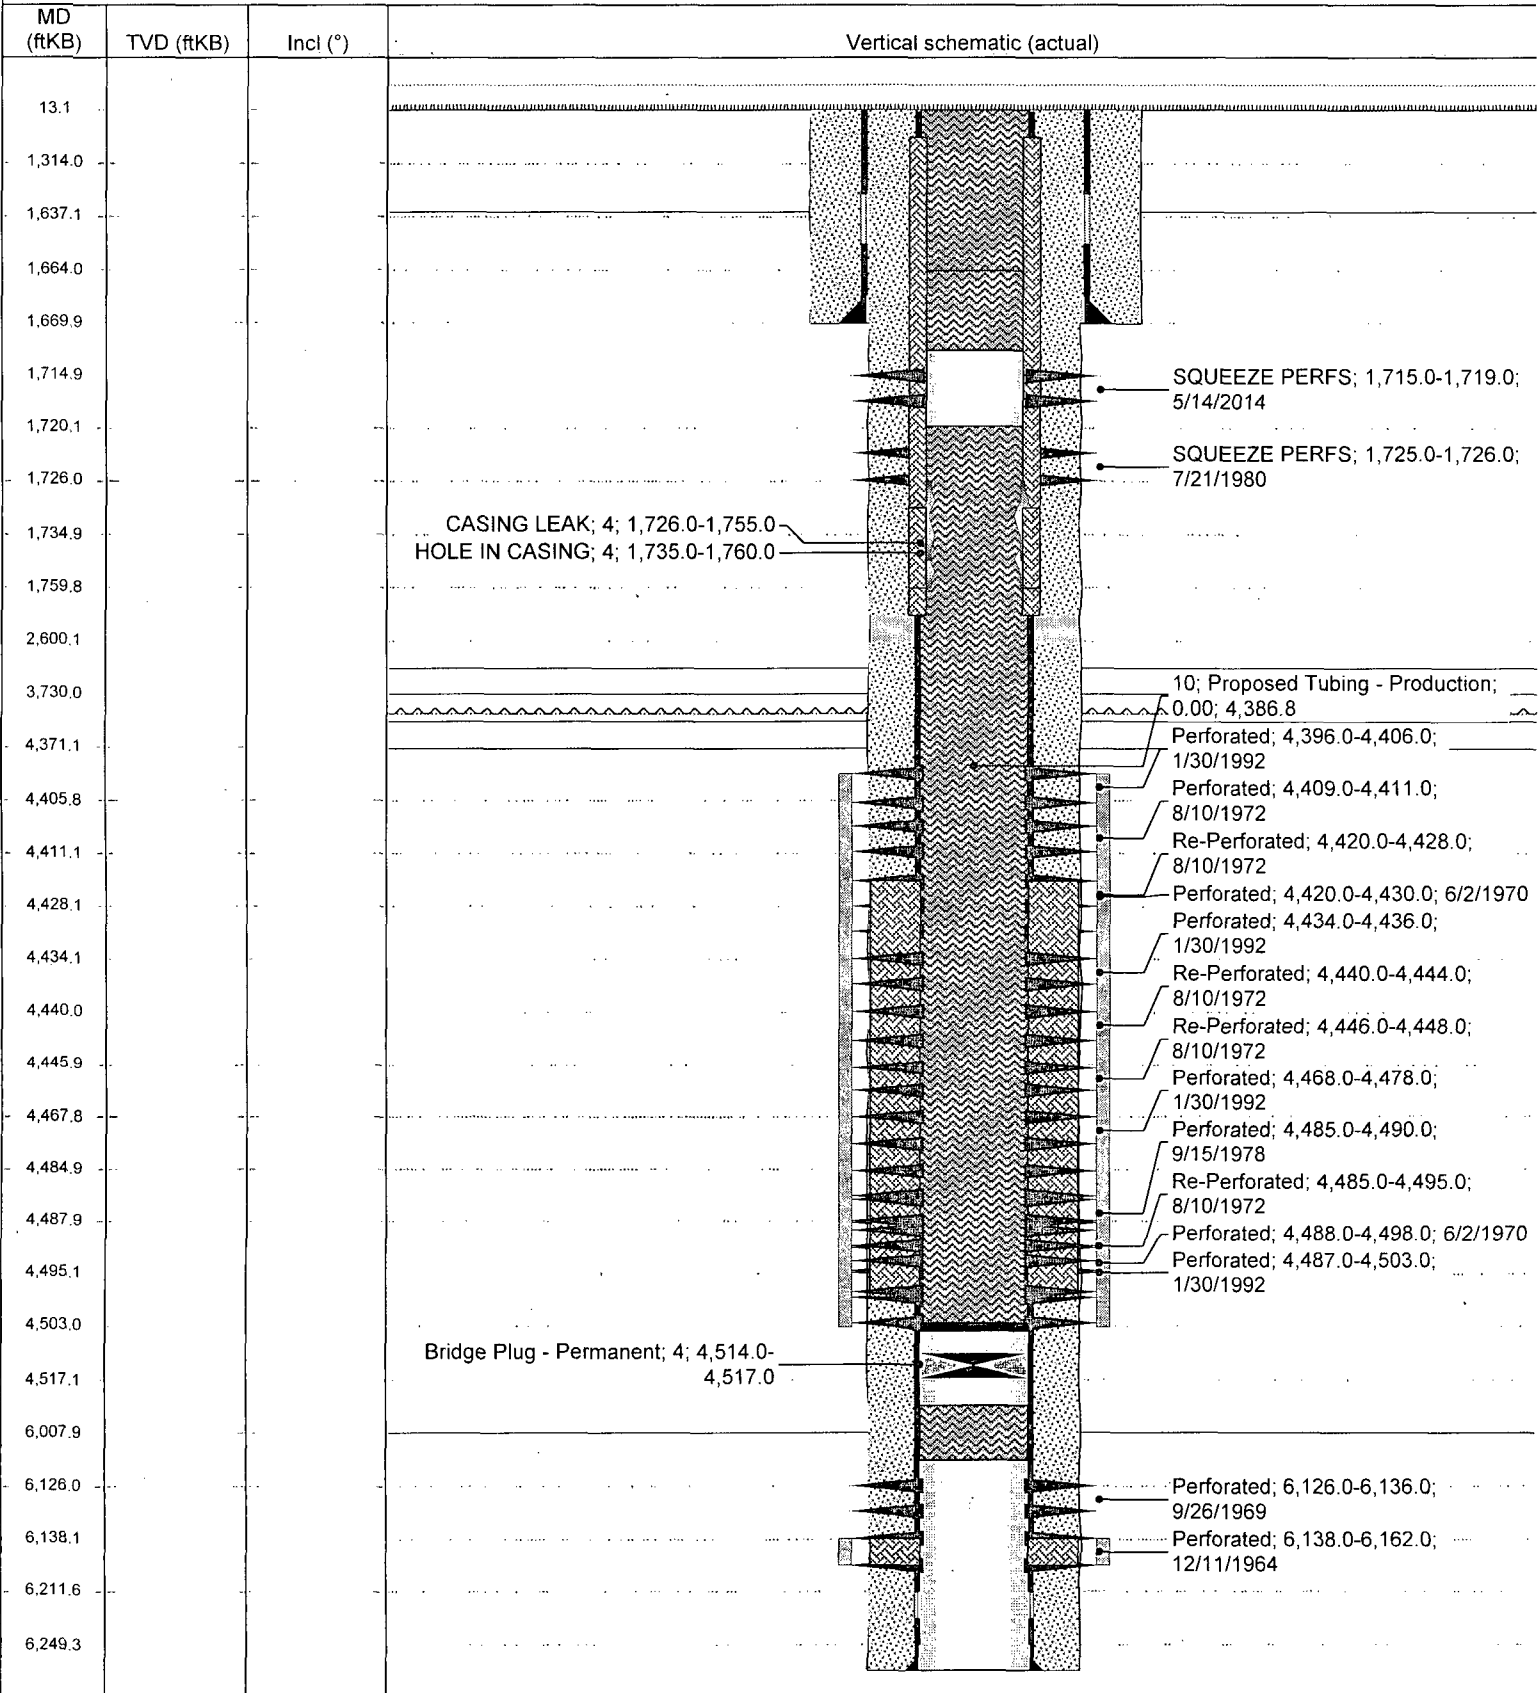 MD
(ftKB)
TVD (ftKB)
Incl (°)
Vertical schematic (actual)
13.1
1,314.0
1,637.1
1,664.0
1,669.9
1,714.9
1,720.1
1,726.0
1,734.9
1,759.8
2,600.1
3,730.0
4,371.1
4,405.8
4,411.1
4,428.1
4,434.1
4,440.0
4,445.9
4,467.8
4,484.9
4,487.9
4,495.1
4,503.0
4,517.1
6,007.9
6,126.0
6,138.1
6,211.6
6,249.3
SQUEEZE PERFS; 1,715.0-1,719.0;
5/14/2014
SQUEEZE PERFS; 1,725.0-1,726.0;
7/21/1980
CASING LEAK; 4; 1,726.0-1,755.0
HOLE IN CASING; 4; 1,735.0-1,760.0
10; Proposed Tubing - Production;
0.00; 4,386.8
Perforated; 4,396.0-4,406.0;
1/30/1992
Perforated; 4,409.0-4,411.0;
8/10/1972
Re-Perforated; 4,420.0-4,428.0;
8/10/1972
Perforated; 4,420.0-4,430.0; 6/2/1970
Perforated; 4,434.0-4,436.0;
1/30/1992
Re-Perforated; 4,440.0-4,444.0;
8/10/1972
Re-Perforated; 4,446.0-4,448.0;
8/10/1972
Perforated; 4,468.0-4,478.0;
1/30/1992
Perforated; 4,485.0-4,490.0;
9/15/1978
Re-Perforated; 4,485.0-4,495.0;
8/10/1972
Perforated; 4,488.0-4,498.0; 6/2/1970
Perforated; 4,487.0-4,503.0;
1/30/1992
Bridge Plug - Permanent; 4; 4,514.0-
4,517.0
Perforated; 6,126.0-6,136.0;
9/26/1969
Perforated; 6,138.0-6,162.0;
12/11/1964